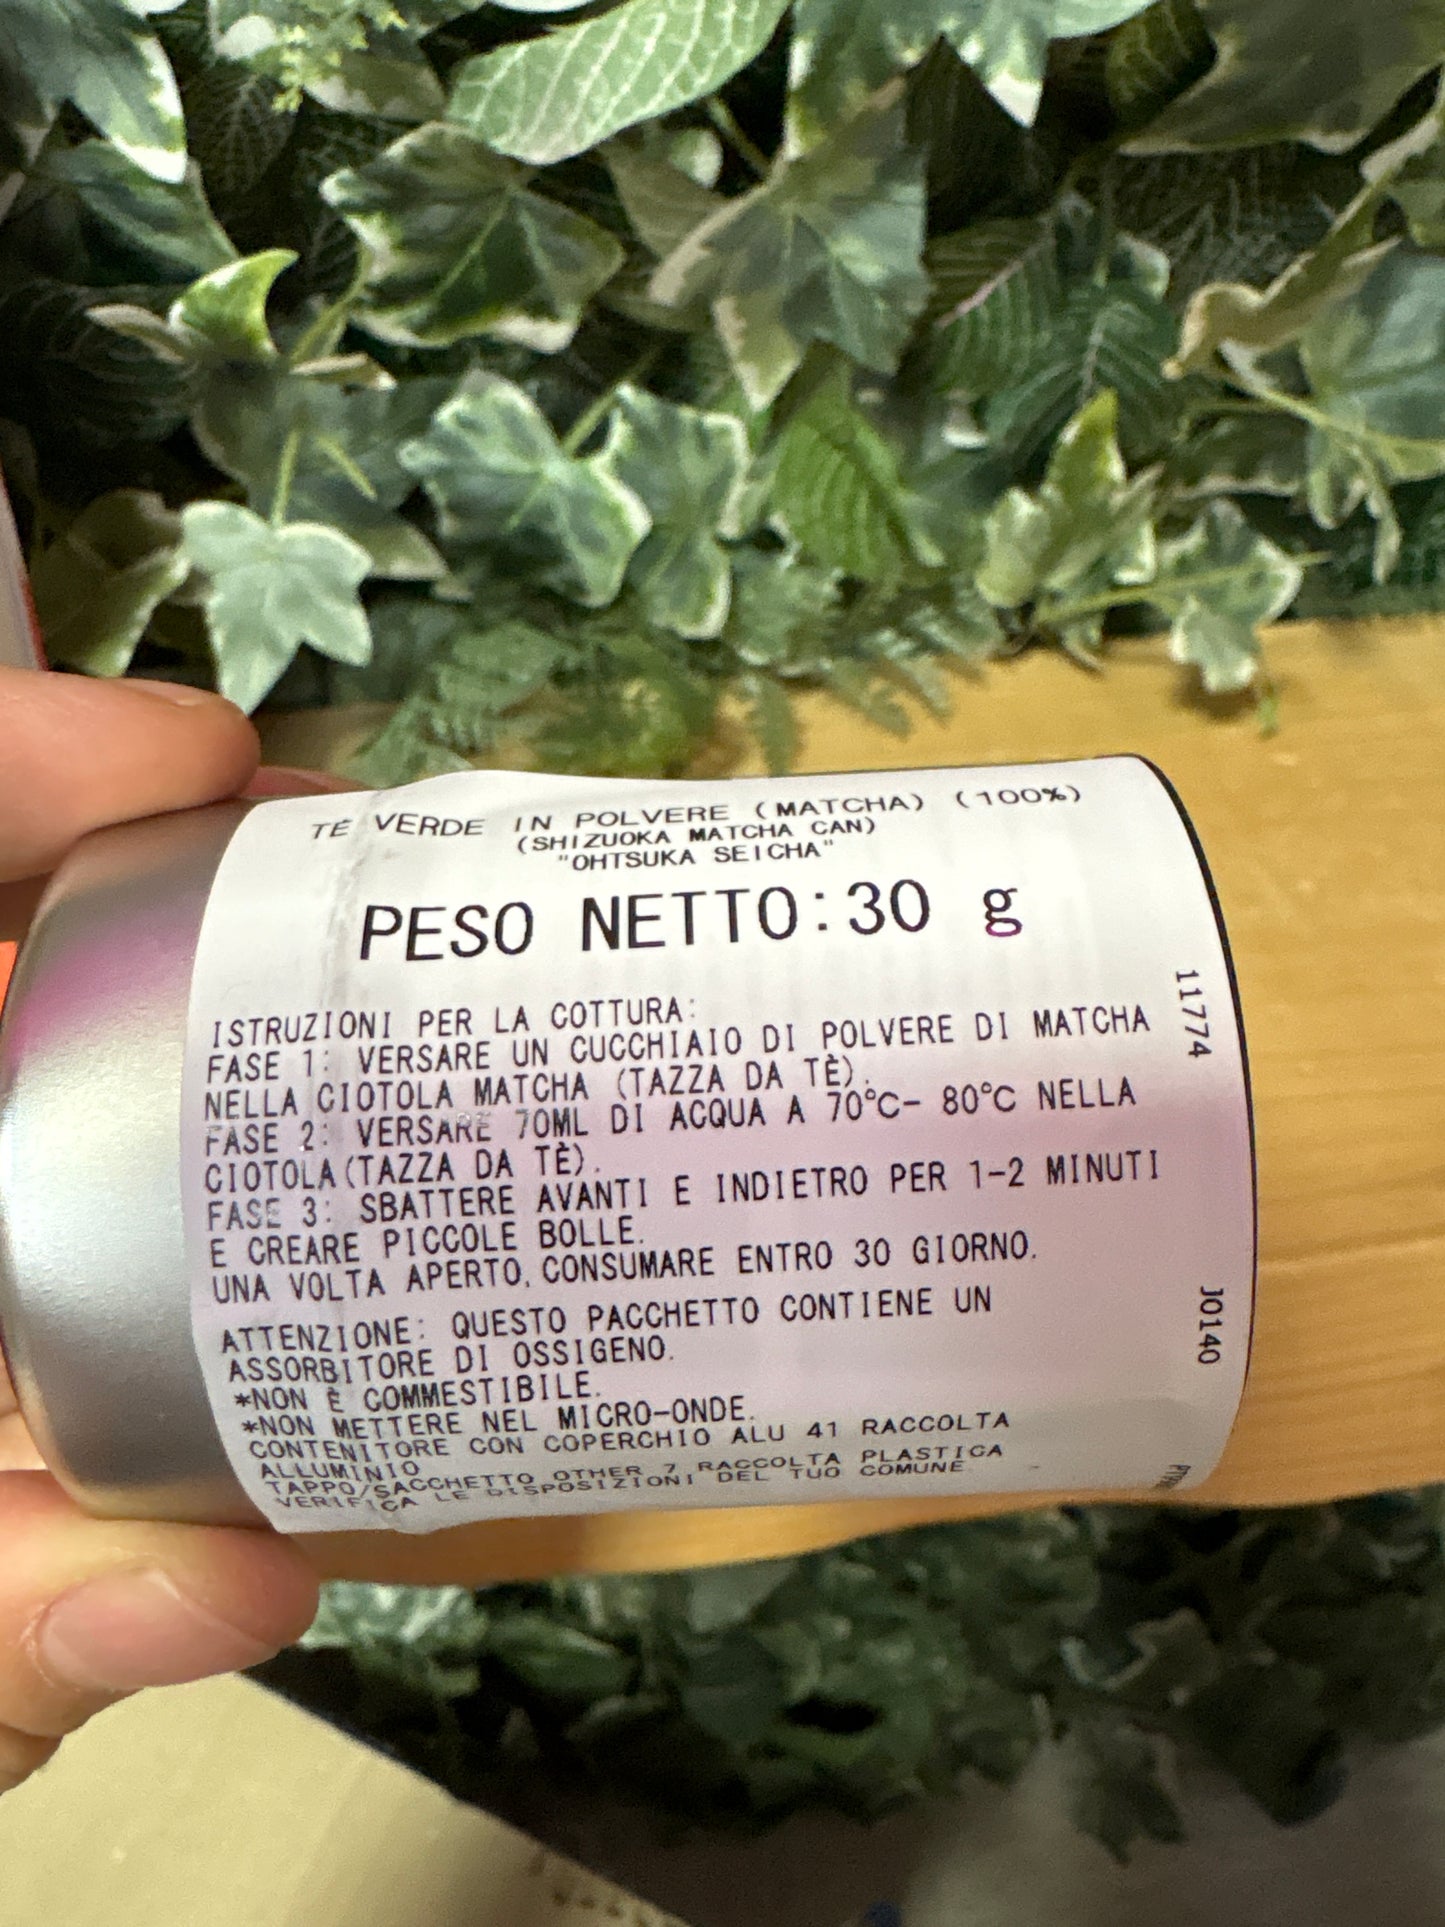 TÈ VERDE IN POLVERE (MATCHA) (100%)
(SHIZUOKA MATCHA CAN)
"OHTSUKA SEICHA"
PESO NETTO:30 g
ISTRUZIONI PER LA COTTURA:
FASE 1: VERSARE UN CUCCHIAIO DI POLVERE DI MATCHA
NELLA CIOTOLA MATCHA (TAZZA DA TÈ).
FASE 2: VERSARE 70ML DI ACQUA A 70°C- 80°C NELLA
CIOTOLA(TAZZA DA TÈ).
FASE 3: SBATTERE AVANTI E INDIETRO PER 1-2 MINUTI
E CREARE PICCOLE BOLLE.
UNA VOLTA APERTO, CONSUMARE ENTRO 30 GIORNO.
ATTENZIONE: QUESTO PACCHETTO CONTIENE UN
ASSORBITORE DI OSSIGENO.
*NON È COMMESTIBILE.
*NON METTERE NEL MICRO-ONDE.
CONTENITORE CON COPERCHIO ALU 41 RACCOLTA
ALLUMINIO
TAPPO/SACCHETTO OTHER 7 RACCOLTA PLASTICA
VERIFICA LE DISPOSIZIONI DEL TUO COMUNE
11774
J0140